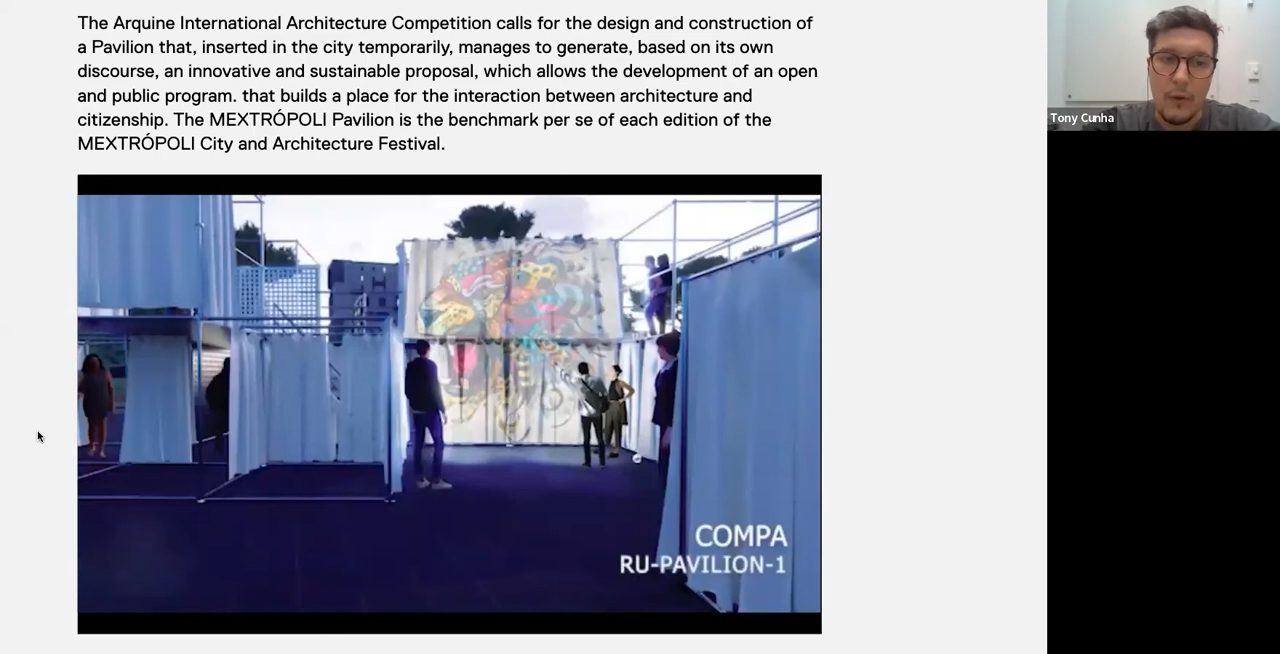 The Arquine International Architecture Competition calls for the design and construction of
a Pavilion that, inserted in the city temporarily, manages to generate, based on its own
discourse, an innovative and sustainable proposal, which allows the development of an open
and public program. that builds a place for the interaction between architecture and
citizenship. The MEXTRÓPOLI Pavilion is the benchmark per se of each edition of the
MEXTRÓPOLI City and Architecture Festival.
Tony Cunha
COMPA
RU-PAVILION-1